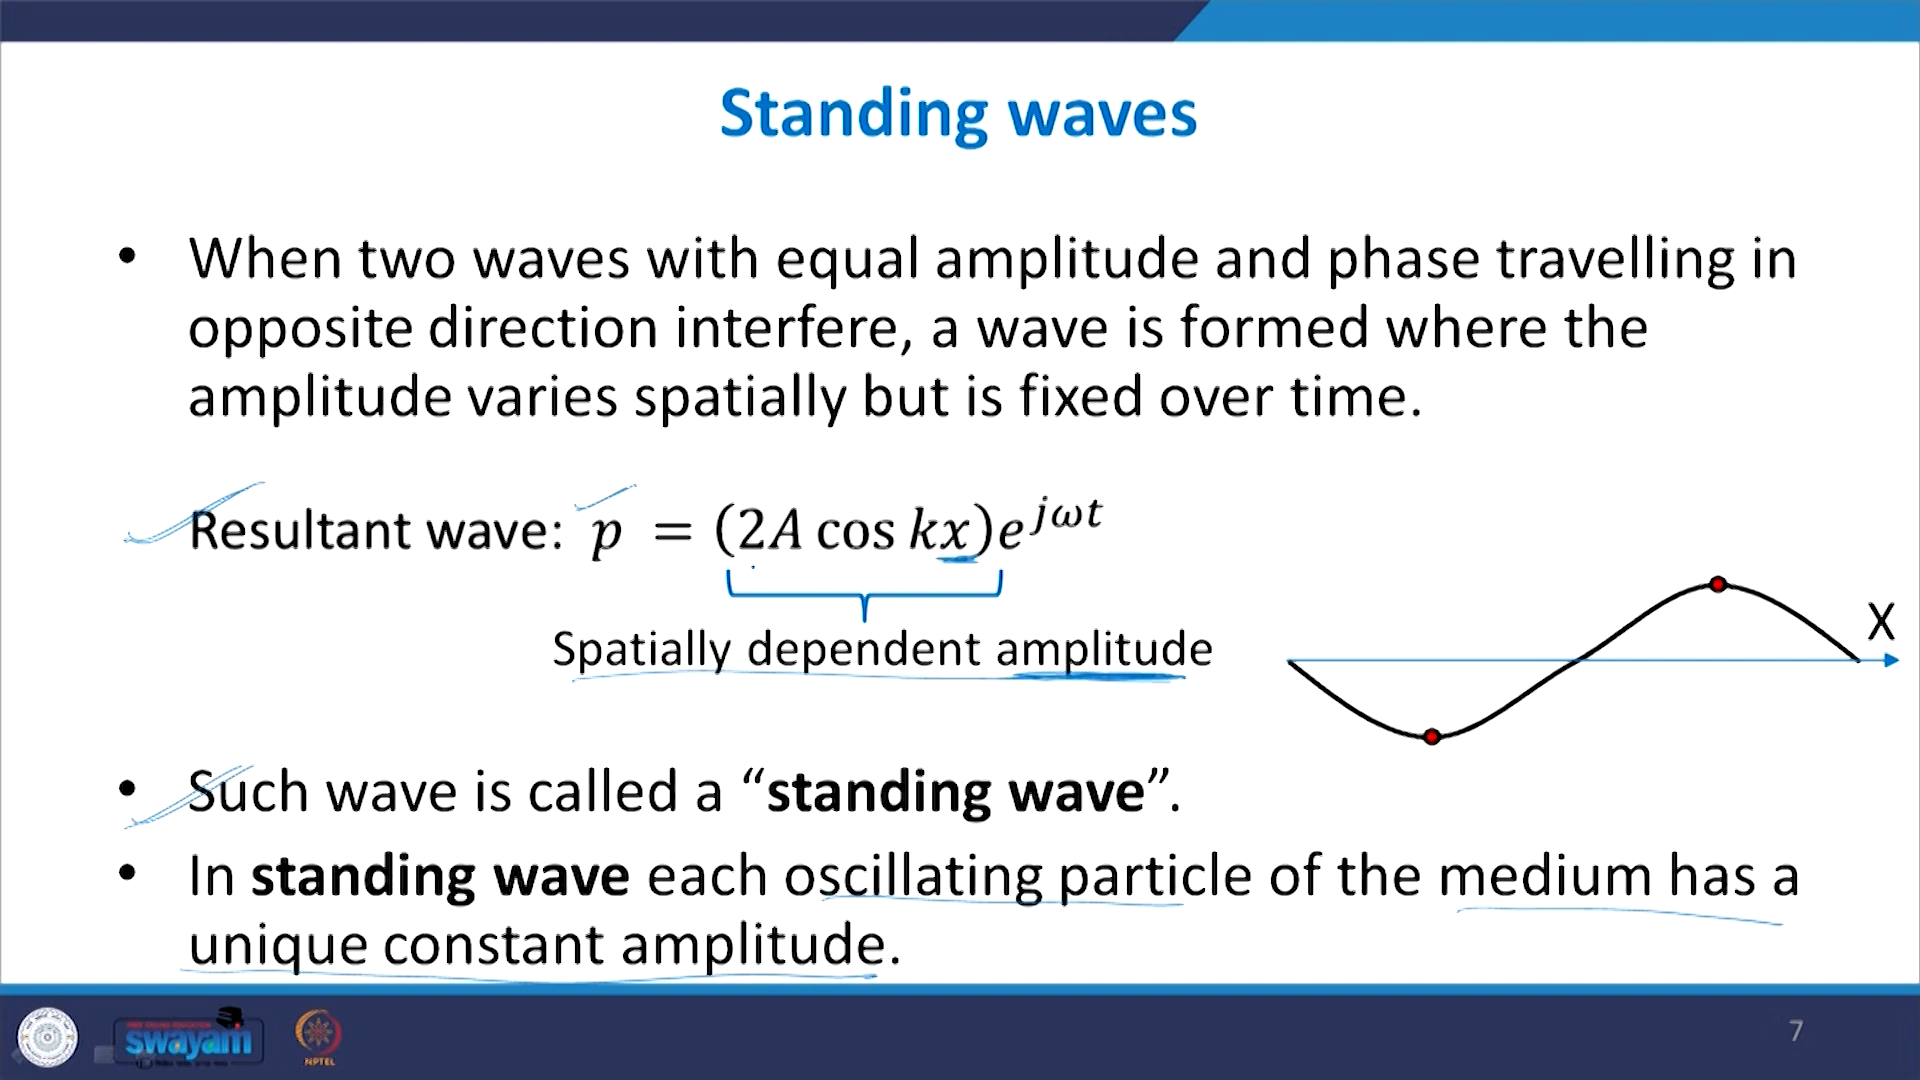 Standing waves
• When two waves with equal amplitude and phase travelling in
opposite direction interfere, a wave is formed where the
amplitude varies spatially but is fixed over time.
Resultant wave: p = (2A cos kx)e^{jωt}
Spatially dependent amplitude
X
• Such wave is called a “standing wave”.
• In standing wave each oscillating particle of the medium has a
unique constant amplitude.
FREE ONLINE EDUCATION
swayam
NPTEL
7